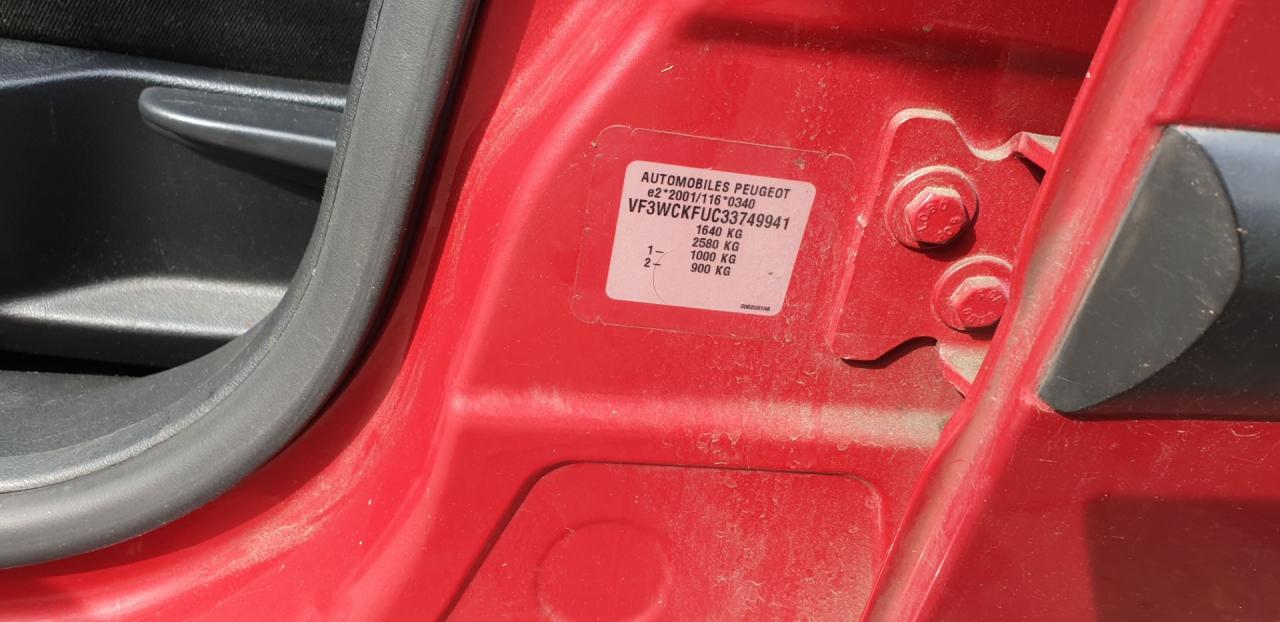 AUTOMOBILES PEUGEOT
e2*2001/116*0340
VF3WCKFUC33749941
1640 KG
2580 KG
1– 1000 KG
2– 900 KG